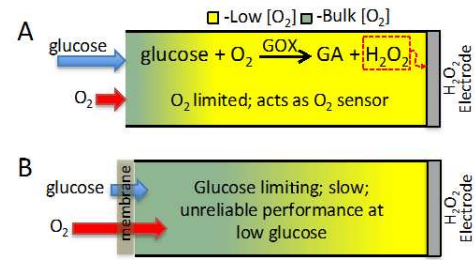 -Low [O₂] -Bulk [O₂]
A
glucose
O₂
glucose + O₂ GOX GA + H₂O₂
O₂ limited; acts as O₂ sensor
H₂O₂
Electrode
B
glucose
O₂
membrane
Glucose limiting; slow;
unreliable performance at
low glucose
H₂O₂
Electrode